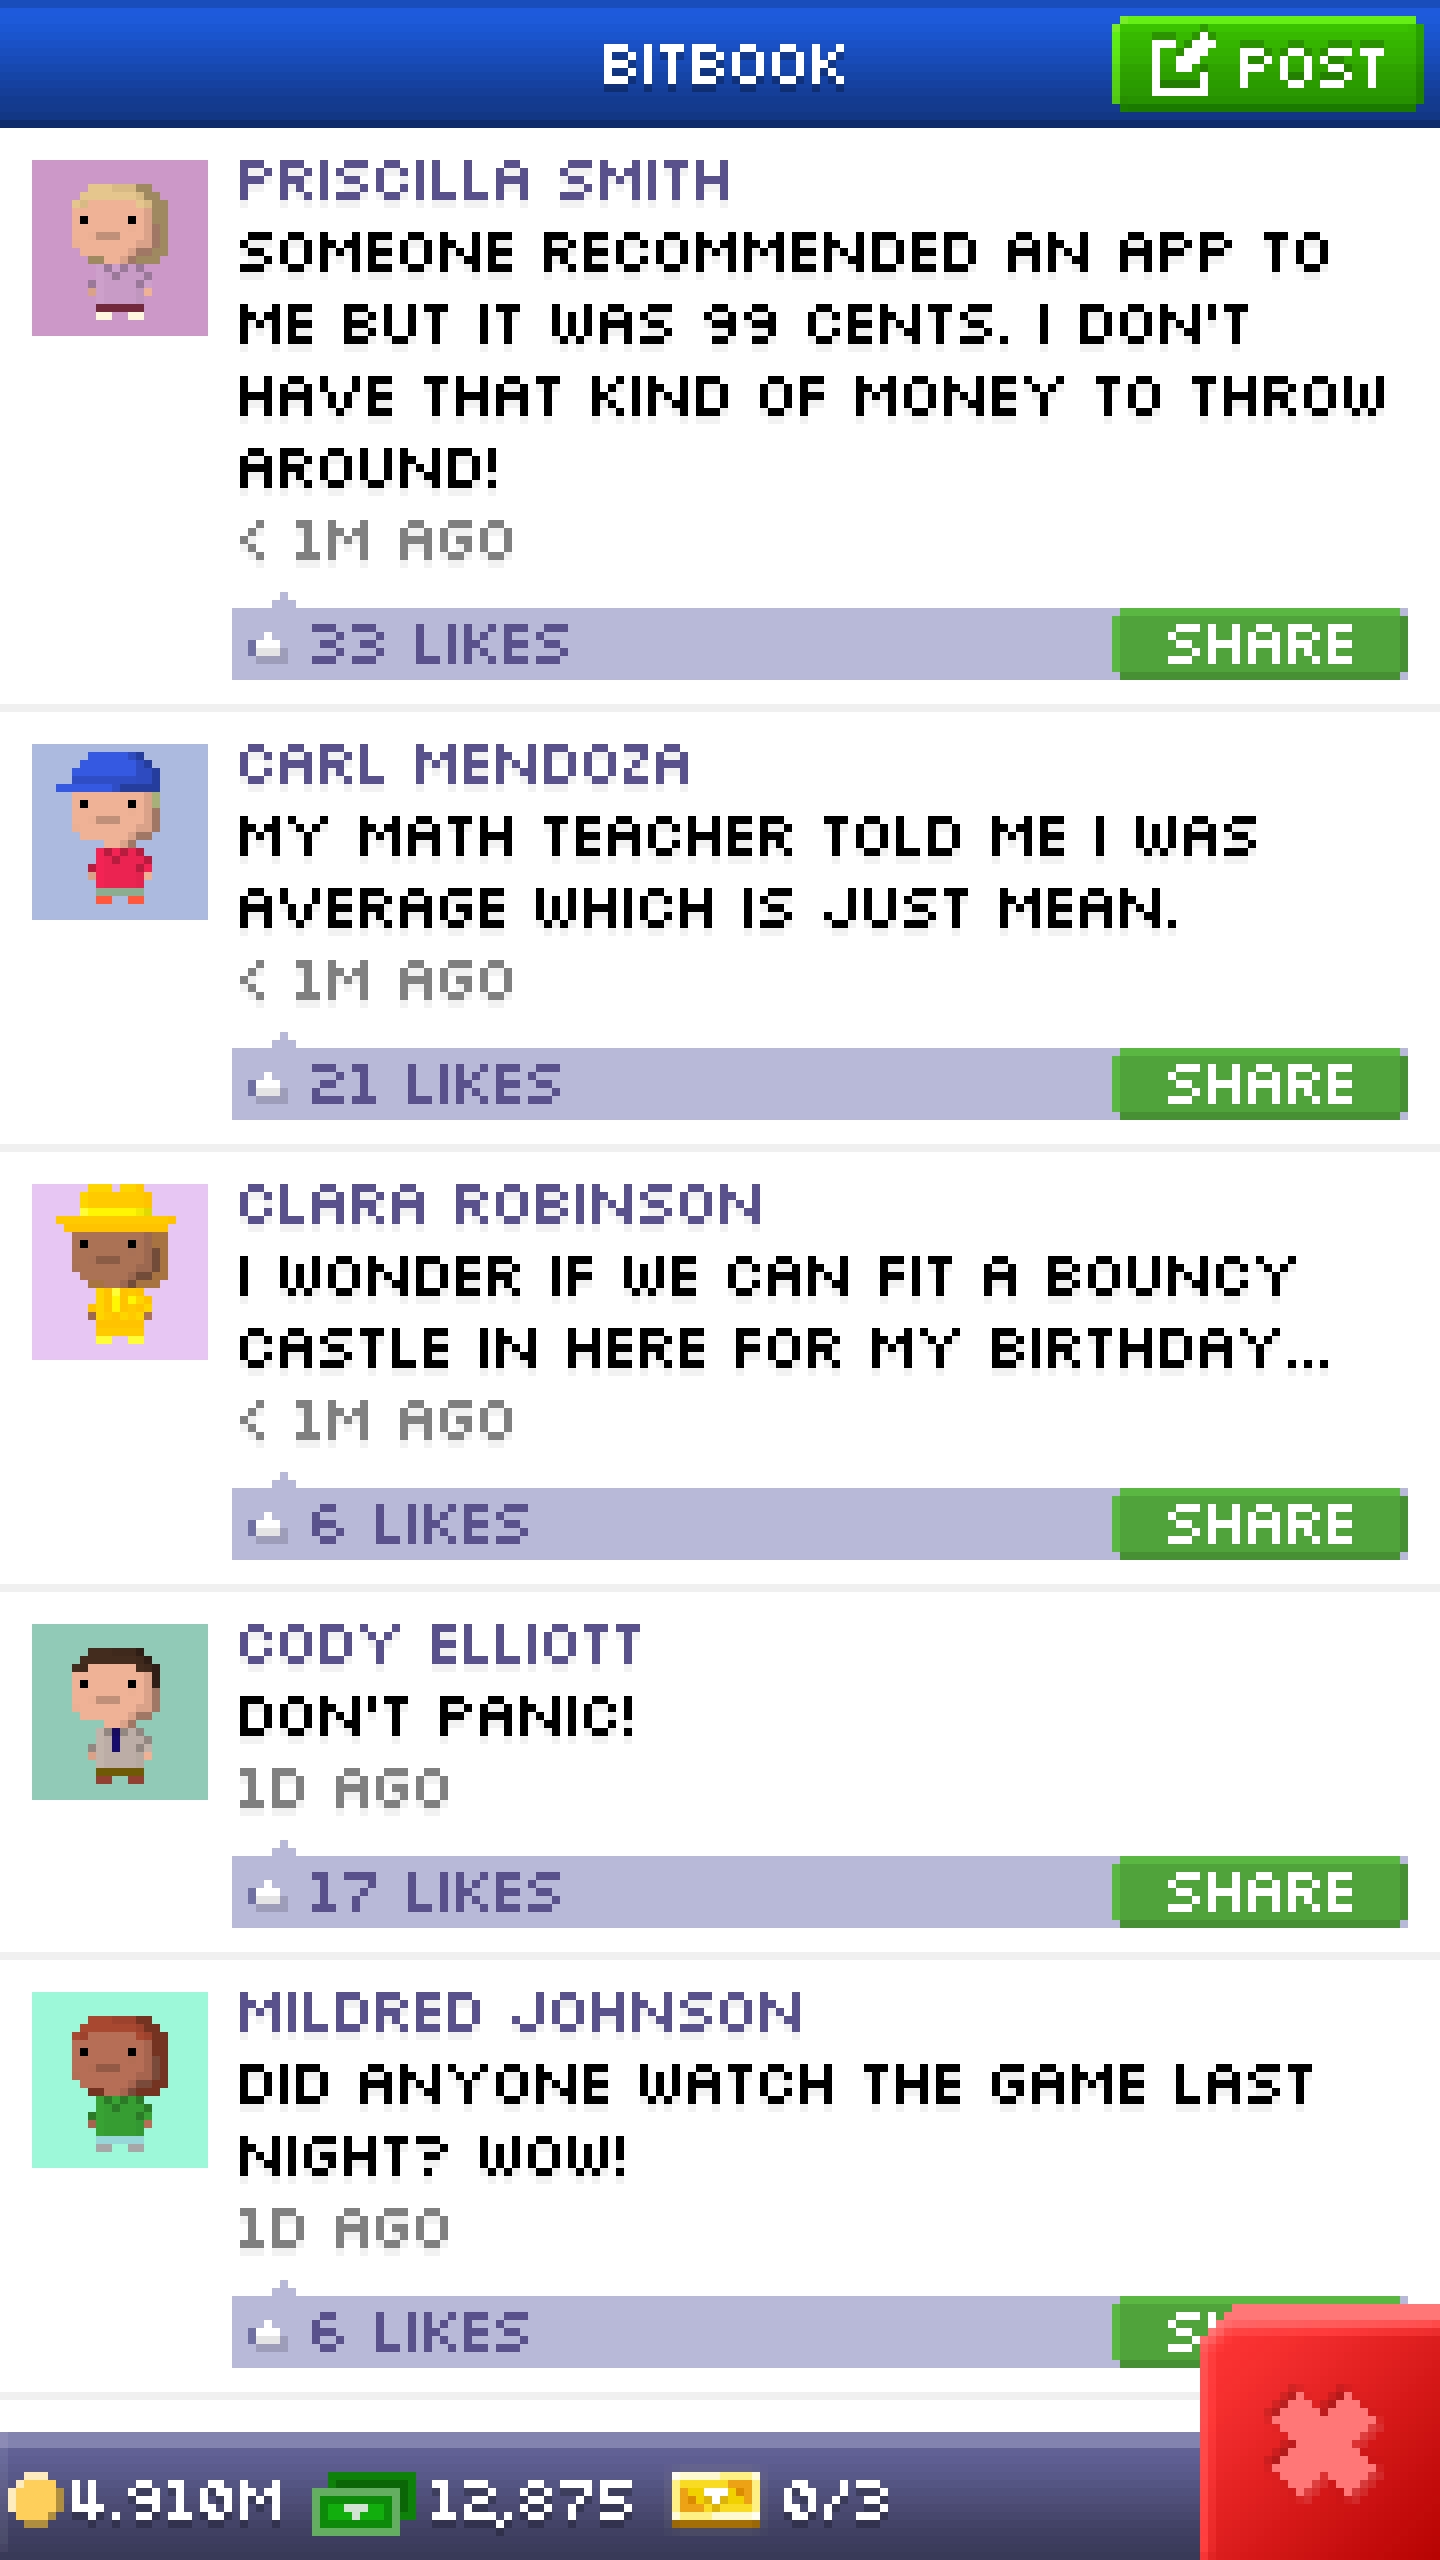 BITBOOK
POST
PRISCILLA SMITH
SOMEONE RECOMMENDED AN APP TO
ME BUT IT WAS 99 CENTS. I DON'T
HAVE THAT KIND OF MONEY TO THROW
AROUND!
< 1M AGO
33 LIKES
SHARE
CARL MENDOZA
MY MATH TEACHER TOLD ME I WAS
AVERAGE WHICH IS JUST MEAN.
< 1M AGO
21 LIKES
SHARE
CLARA ROBINSON
I WONDER IF WE CAN FIT A BOUNCY
CASTLE IN HERE FOR MY BIRTHDAY...
< 1M AGO
6 LIKES
SHARE
CODY ELLIOTT
DON'T PANIC!
1D AGO
17 LIKES
SHARE
MILDRED JOHNSON
DID ANYONE WATCH THE GAME LAST
NIGHT? WOW!
1D AGO
6 LIKES
4.910M
12,875
0/3